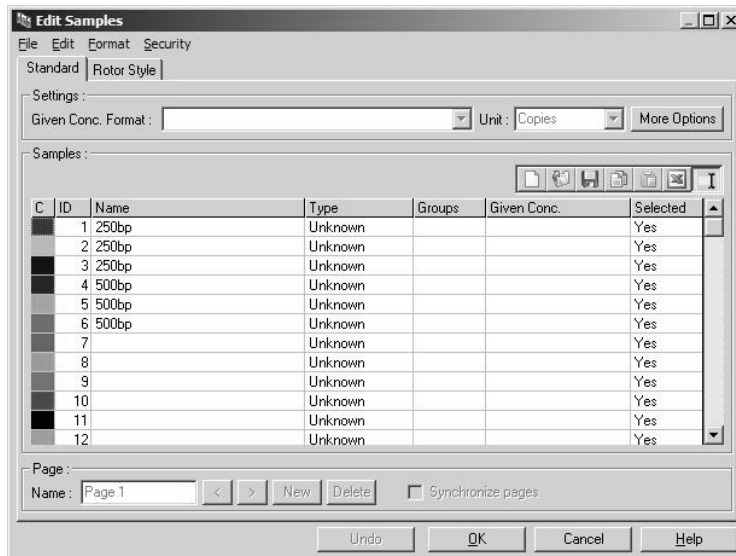 Edit Samples
File Edit Format Security
Standard Rotor Style
Settings :
Given Conc. Format : Unit : Copies More Options
Samples :
C ID Name Type Groups Given Conc. Selected
1 250bp Unknown Yes
2 250bp Unknown Yes
3 250bp Unknown Yes
4 500bp Unknown Yes
5 500bp Unknown Yes
6 500bp Unknown Yes
7 Unknown Yes
8 Unknown Yes
9 Unknown Yes
10 Unknown Yes
11 Unknown Yes
12 Unknown Yes
Page :
Name : Page 1 < > New Delete Synchronize pages
Undo OK Cancel Help